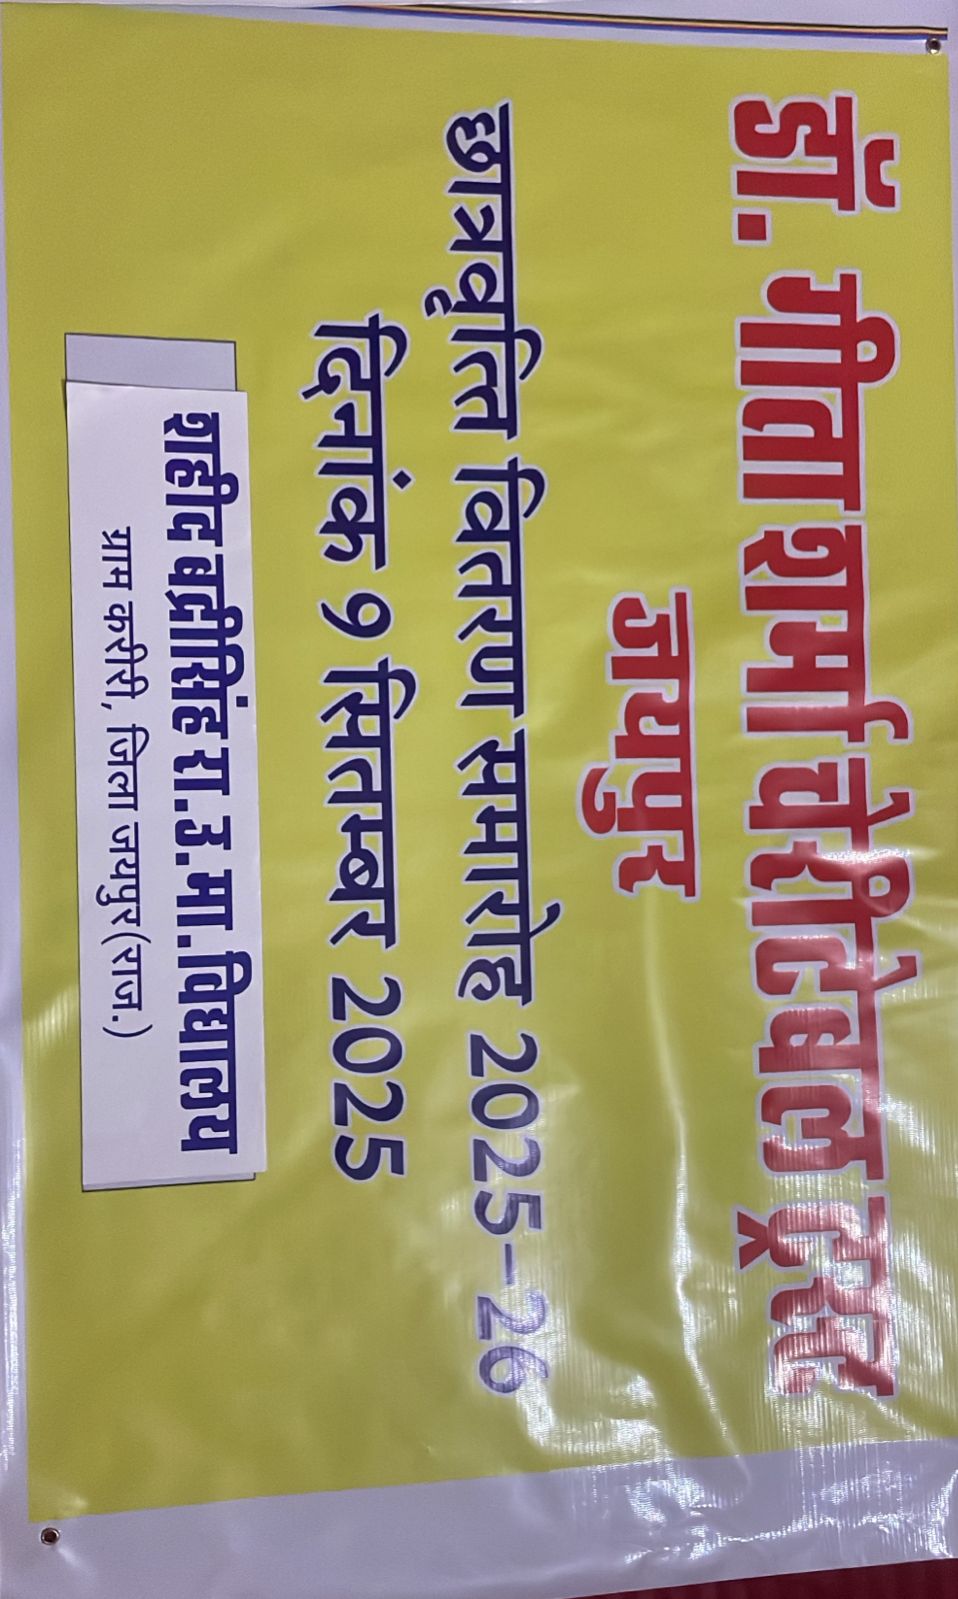 डॉ. गीता शर्मा चेरीटेबल ट्रस्ट
जयपुर
छात्रवृत्ति वितरण समारोह 2025-26
दिनांक 9 सितम्बर 2025
शहीद बद्रीसिंह रा.उ.मा.विद्यालय
ग्राम करीरी, जिला जयपुर(राज.)